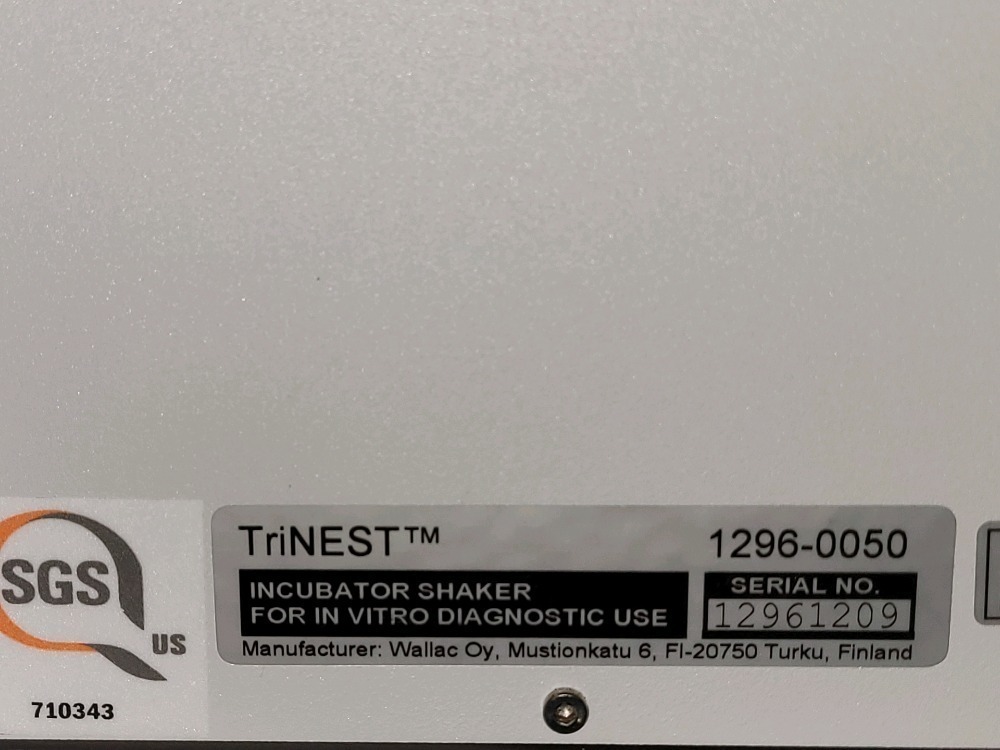 SGS
US
710343
TriNEST™ 1296-0050
INCUBATOR SHAKER
FOR IN VITRO DIAGNOSTIC USE
SERIAL NO.
12961209
Manufacturer: Wallac Oy, Mustionkatu 6, FI-20750 Turku, Finland